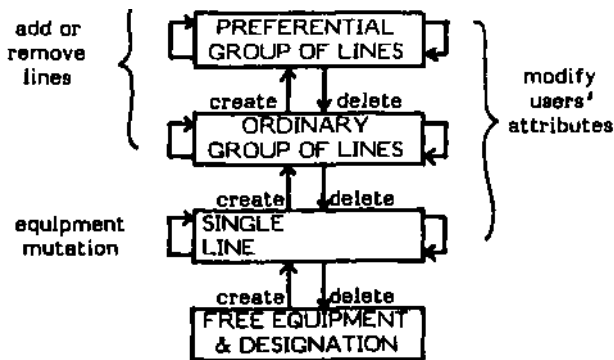 add or
remove
lines
PREFERENTIAL
GROUP OF LINES
create
delete
modify
users'
attributes
ORDINARY
GROUP OF LINES
create
delete
equipment
mutation
SINGLE
LINE
create
delete
FREE EQUIPMENT
& DESIGNATION